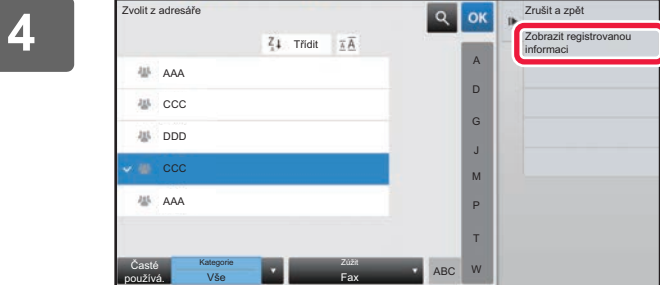 4
Zvolit z adresáře
OK
Třídit
AAA
CCC
DDD
CCC
AAA
A
D
G
J
M
P
T
W
Časté
používá.
Kategorie
Vše
Zúžit
Fax
ABC
Zrušit a zpět
Zobrazit registrovanou
informaci